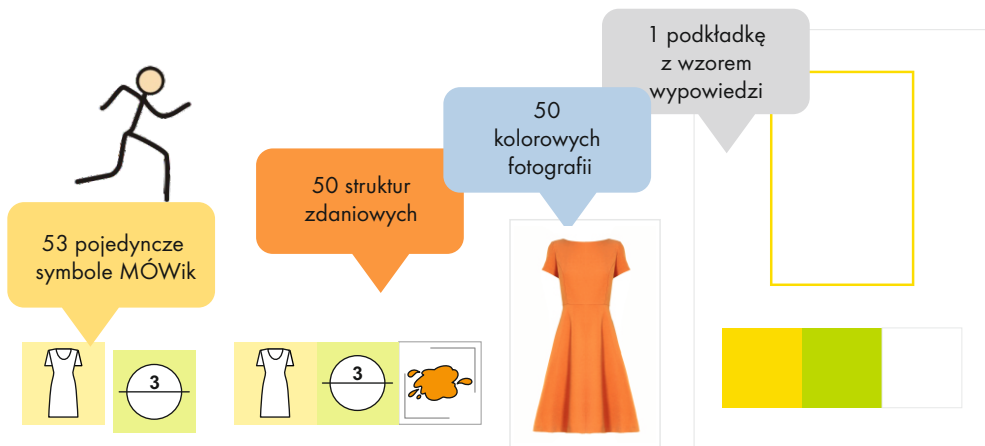 53 pojedyncze
symbole MÓWik
50 struktur
zdaniowych
50
kolorowych
fotografii
1 podkładkę
z wzorem
wypowiedzi
3
3